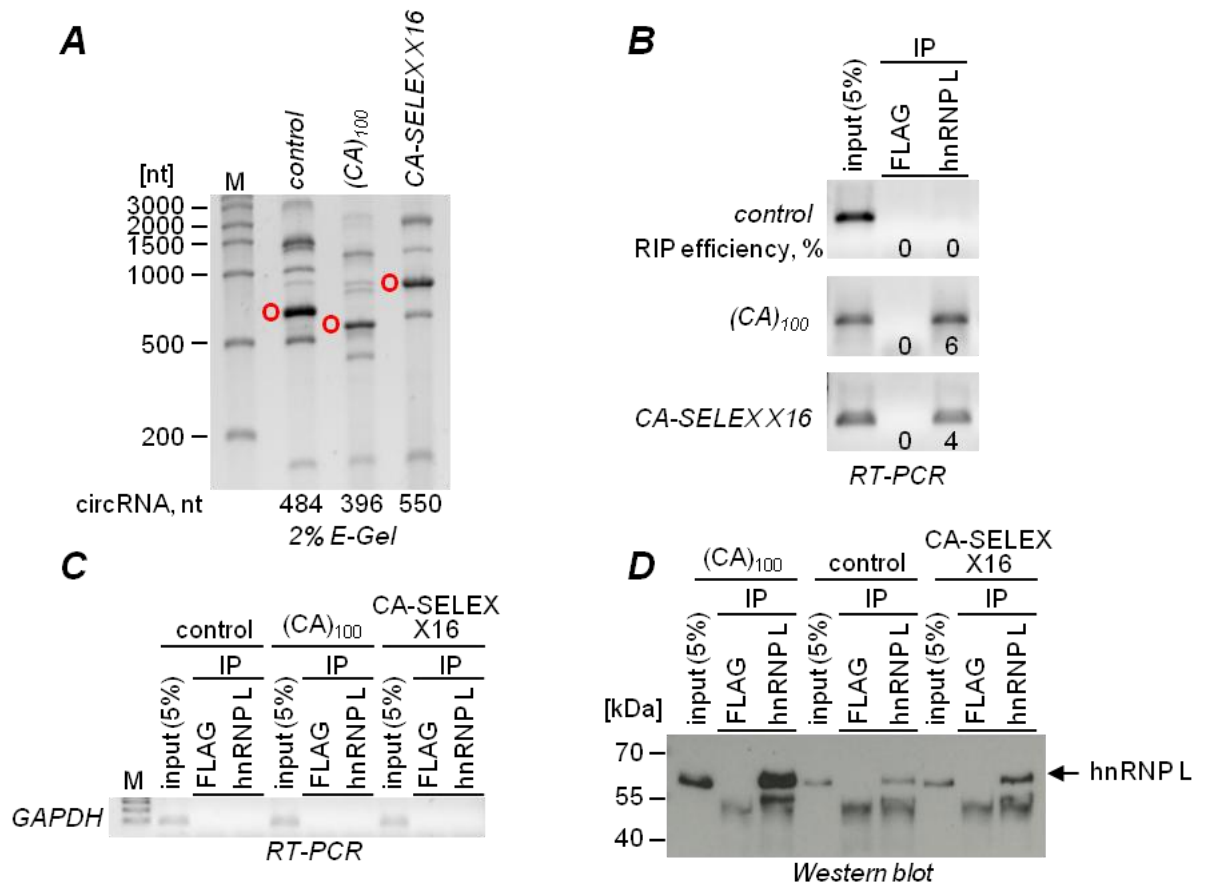 A
control
(CA)100
CA-SELEX X16
[nt]
M
3000
2000
1500
1000
500
200
circRNA, nt 484 396 550
2% E-Gel
B
IP
input (5%)
FLAG
hnRNP L
control
RIP efficiency, % 0 0
(CA)100
0 6
CA-SELEX X16
0 4
RT-PCR
C
control (CA)100 CA-SELEX
X16
IP IP IP
M input (5%) FLAG hnRNP L input (5%) FLAG hnRNP L input (5%) FLAG hnRNP L
GAPDH
RT-PCR
D
(CA)100 control CA-SELEX
X16
IP IP IP
[kDa] input (5%) FLAG hnRNP L input (5%) FLAG hnRNP L input (5%) FLAG hnRNP L
70
hnRNP L
55
40
Western blot